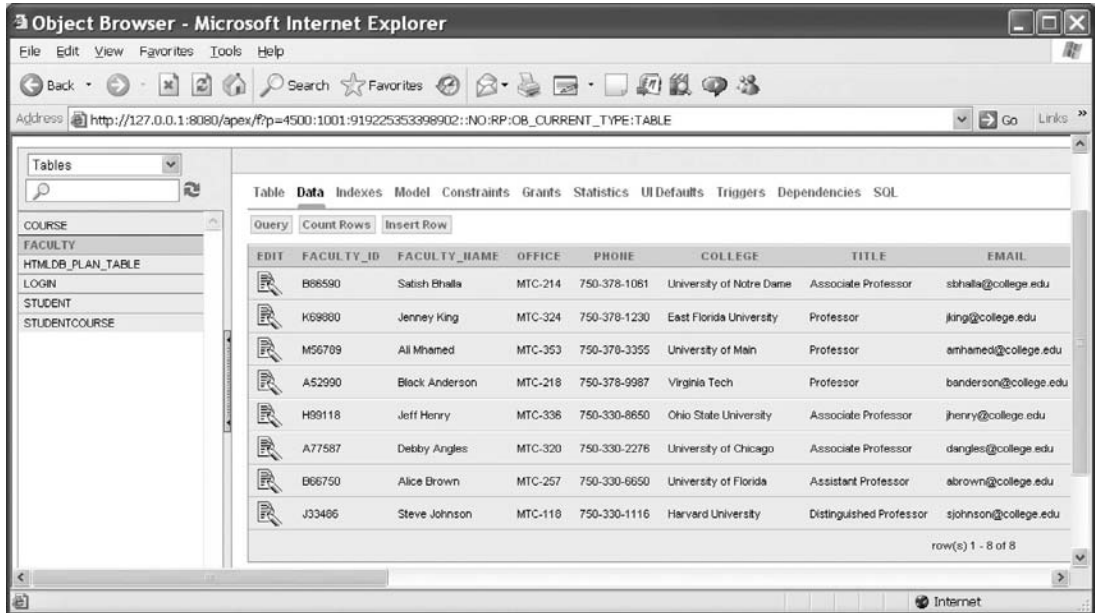 Object Browser - Microsoft Internet Explorer
File Edit View Favorites Tools Help
Back Search Favorites
Address http://127.0.0.1:8080/apex/f?p=4500:1001:919225353398902::NO:RP:OB_CURRENT_TYPE:TABLE Go Links »
Tables
Table Data Indexes Model Constraints Grants Statistics UI Defaults Triggers Dependencies SQL
COURSE
FACULTY
HTMLDB_PLAN_TABLE
LOGIN
STUDENT
STUDENTCOURSE
Query Count Rows Insert Row
EDIT FACULTY_ID FACULTY_NAME OFFICE PHONE COLLEGE TITLE EMAIL
B86590 Satish Bhalla MTC-214 750-378-1061 University of Notre Dame Associate Professor sbhalla@college.edu
K69880 Jenney King MTC-324 750-378-1230 East Florida University Professor jking@college.edu
M56789 Ali Mhamed MTC-353 750-378-3355 University of Main Professor amhamed@college.edu
A52990 Black Anderson MTC-218 750-378-9987 Virginia Tech Professor banderson@college.edu
H99118 Jeff Henry MTC-336 750-330-8650 Ohio State University Associate Professor jhenry@college.edu
A77587 Debby Angles MTC-320 750-330-2276 University of Chicago Associate Professor dangles@college.edu
B66750 Alice Brown MTC-257 750-330-6650 University of Florida Assistant Professor abrown@college.edu
J33486 Steve Johnson MTC-118 750-330-1116 Harvard University Distinguished Professor sjohnson@college.edu
row(s) 1 - 8 of 8
Internet